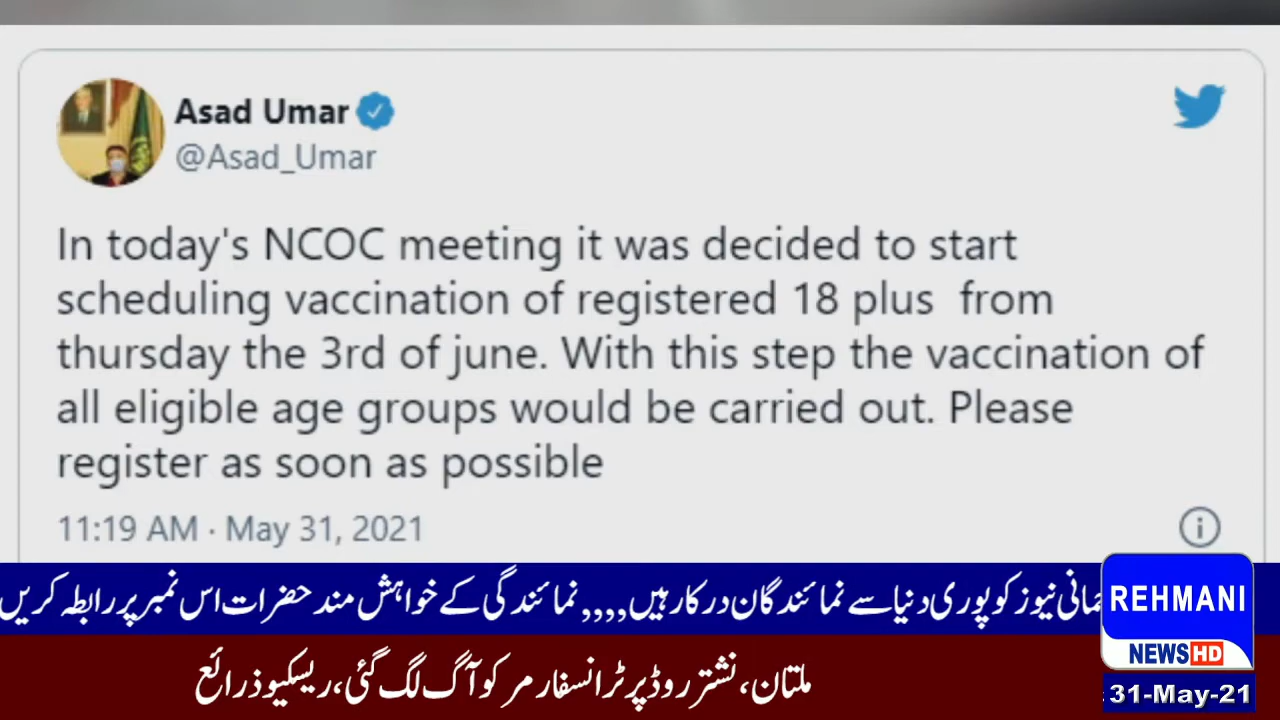 Asad Umar
@Asad_Umar
In today's NCOC meeting it was decided to start
scheduling vaccination of registered 18 plus from
thursday the 3rd of june. With this step the vaccination of
all eligible age groups would be carried out. Please
register as soon as possible
11:19 AM · May 31, 2021
نیوز کو پوری دنیا سے نمائندگان درکار ہیں,,,,نمائندگی کے خواہش مند حضرات اس نمبر پر رابطہ کریں
REHMANI
NEWS HD
ملتان، نشتر روڈ پر ٹرانسفارمر کو آگ لگ گئی، ریسکیو ذرائع
31-May-21